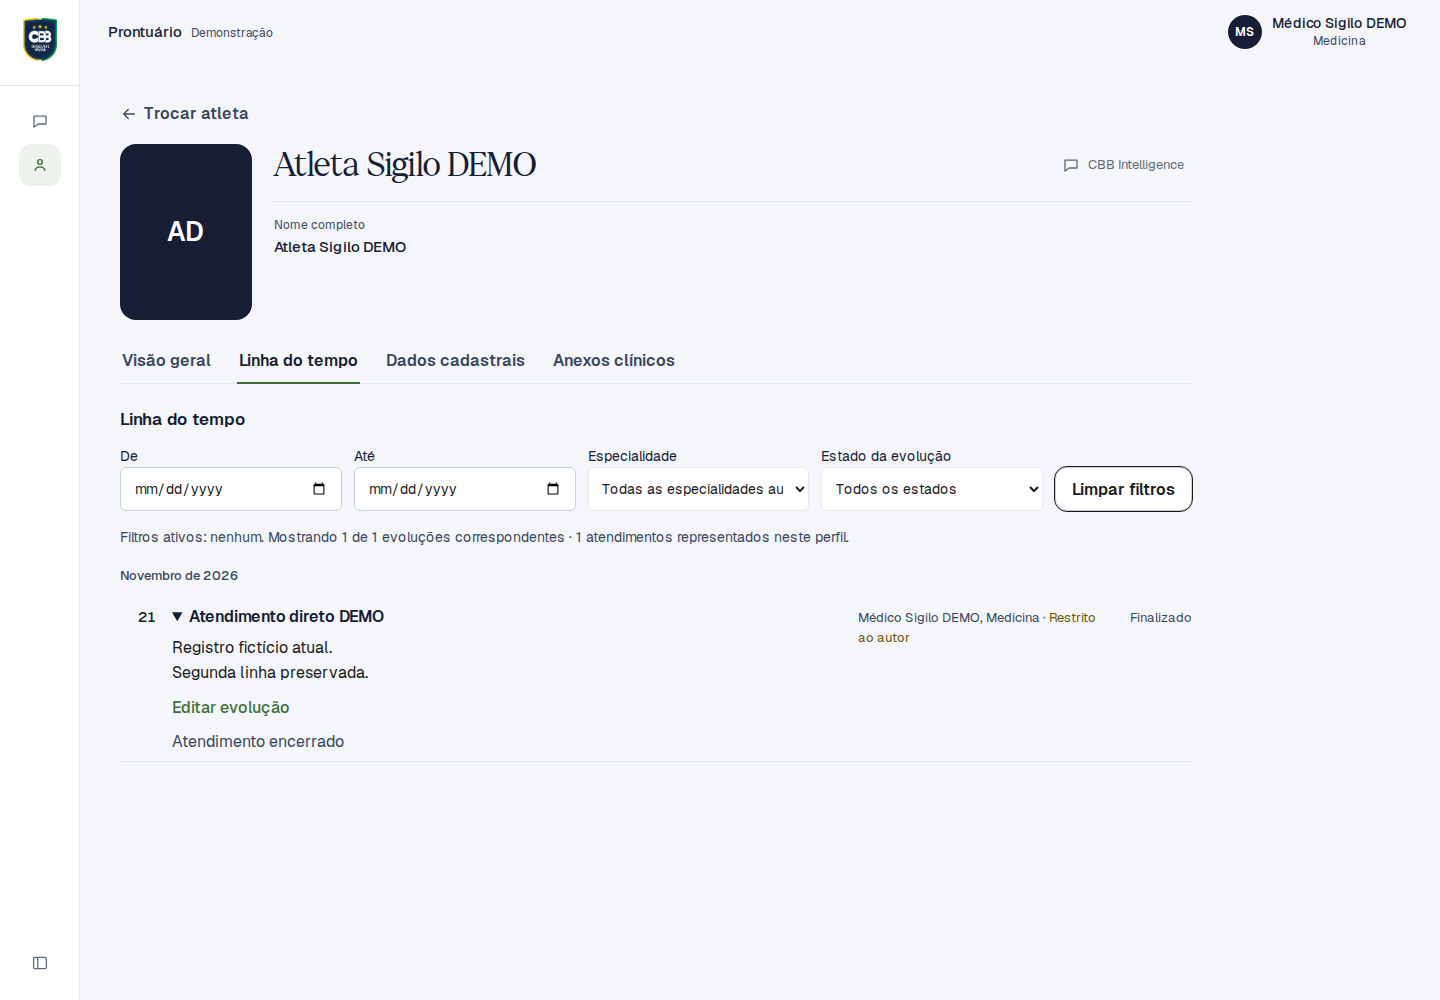 CBB
Prontuário Demonstração
MS
Médico Sigilo DEMO
Medicina
← Trocar atleta
AD
Atleta Sigilo DEMO
CBB Intelligence
Nome completo
Atleta Sigilo DEMO
Visão geral Linha do tempo Dados cadastrais Anexos clínicos
Linha do tempo
De Até Especialidade Estado da evolução
mm/dd/yyyy mm/dd/yyyy Todas as especialidades au Todos os estados Limpar filtros
Filtros ativos: nenhum. Mostrando 1 de 1 evoluções correspondentes · 1 atendimentos representados neste perfil.
Novembro de 2026
21 ▼ Atendimento direto DEMO Médico Sigilo DEMO, Medicina · Restrito Finalizado
ao autor
Registro fictício atual.
Segunda linha preservada.
Editar evolução
Atendimento encerrado